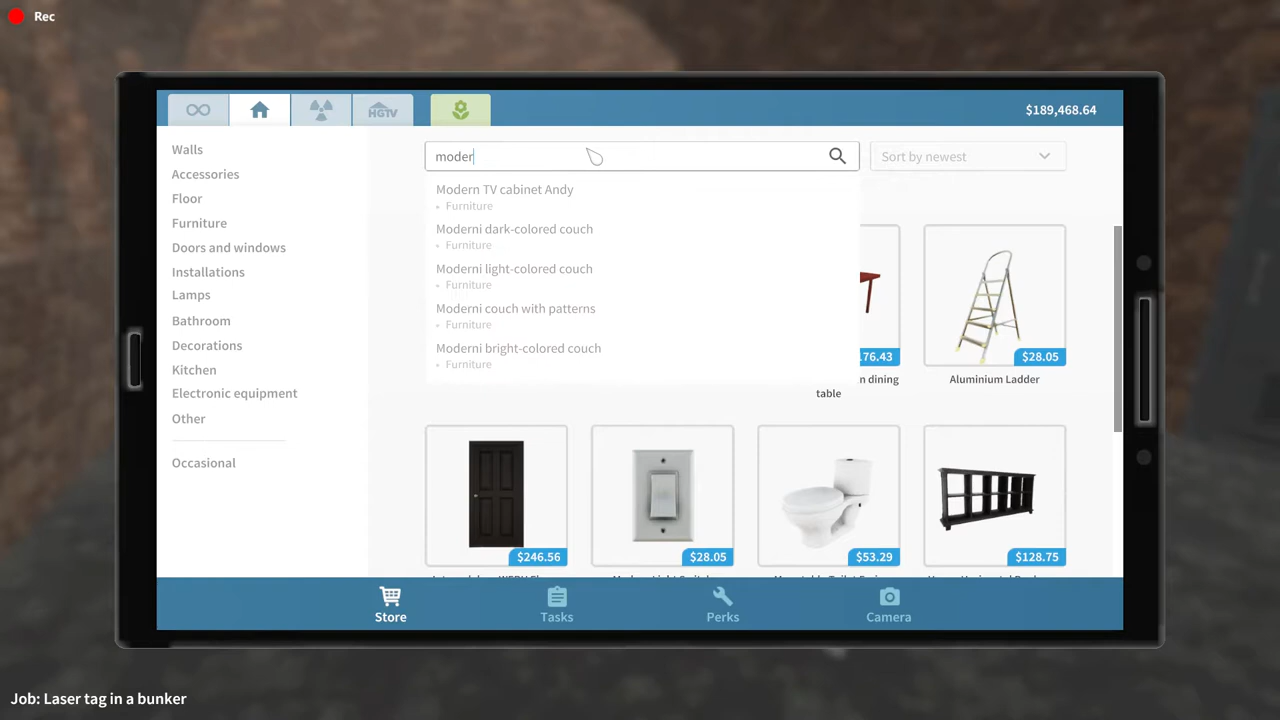 Rec
HGTV
$189,468.64
Walls
Accessories
Floor
Furniture
Doors and windows
Installations
Lamps
Bathroom
Decorations
Kitchen
Electronic equipment
Other
Occasional
moder
Sort by newest
Modern TV cabinet Andy
• Furniture
Moderni dark-colored couch
• Furniture
Moderni light-colored couch
• Furniture
Moderni couch with patterns
• Furniture
Moderni bright-colored couch
• Furniture
76.43
$28.05
n dining
table
Aluminium Ladder
$246.56
$28.05
$53.29
$128.75
Store
Tasks
Perks
Camera
Job: Laser tag in a bunker